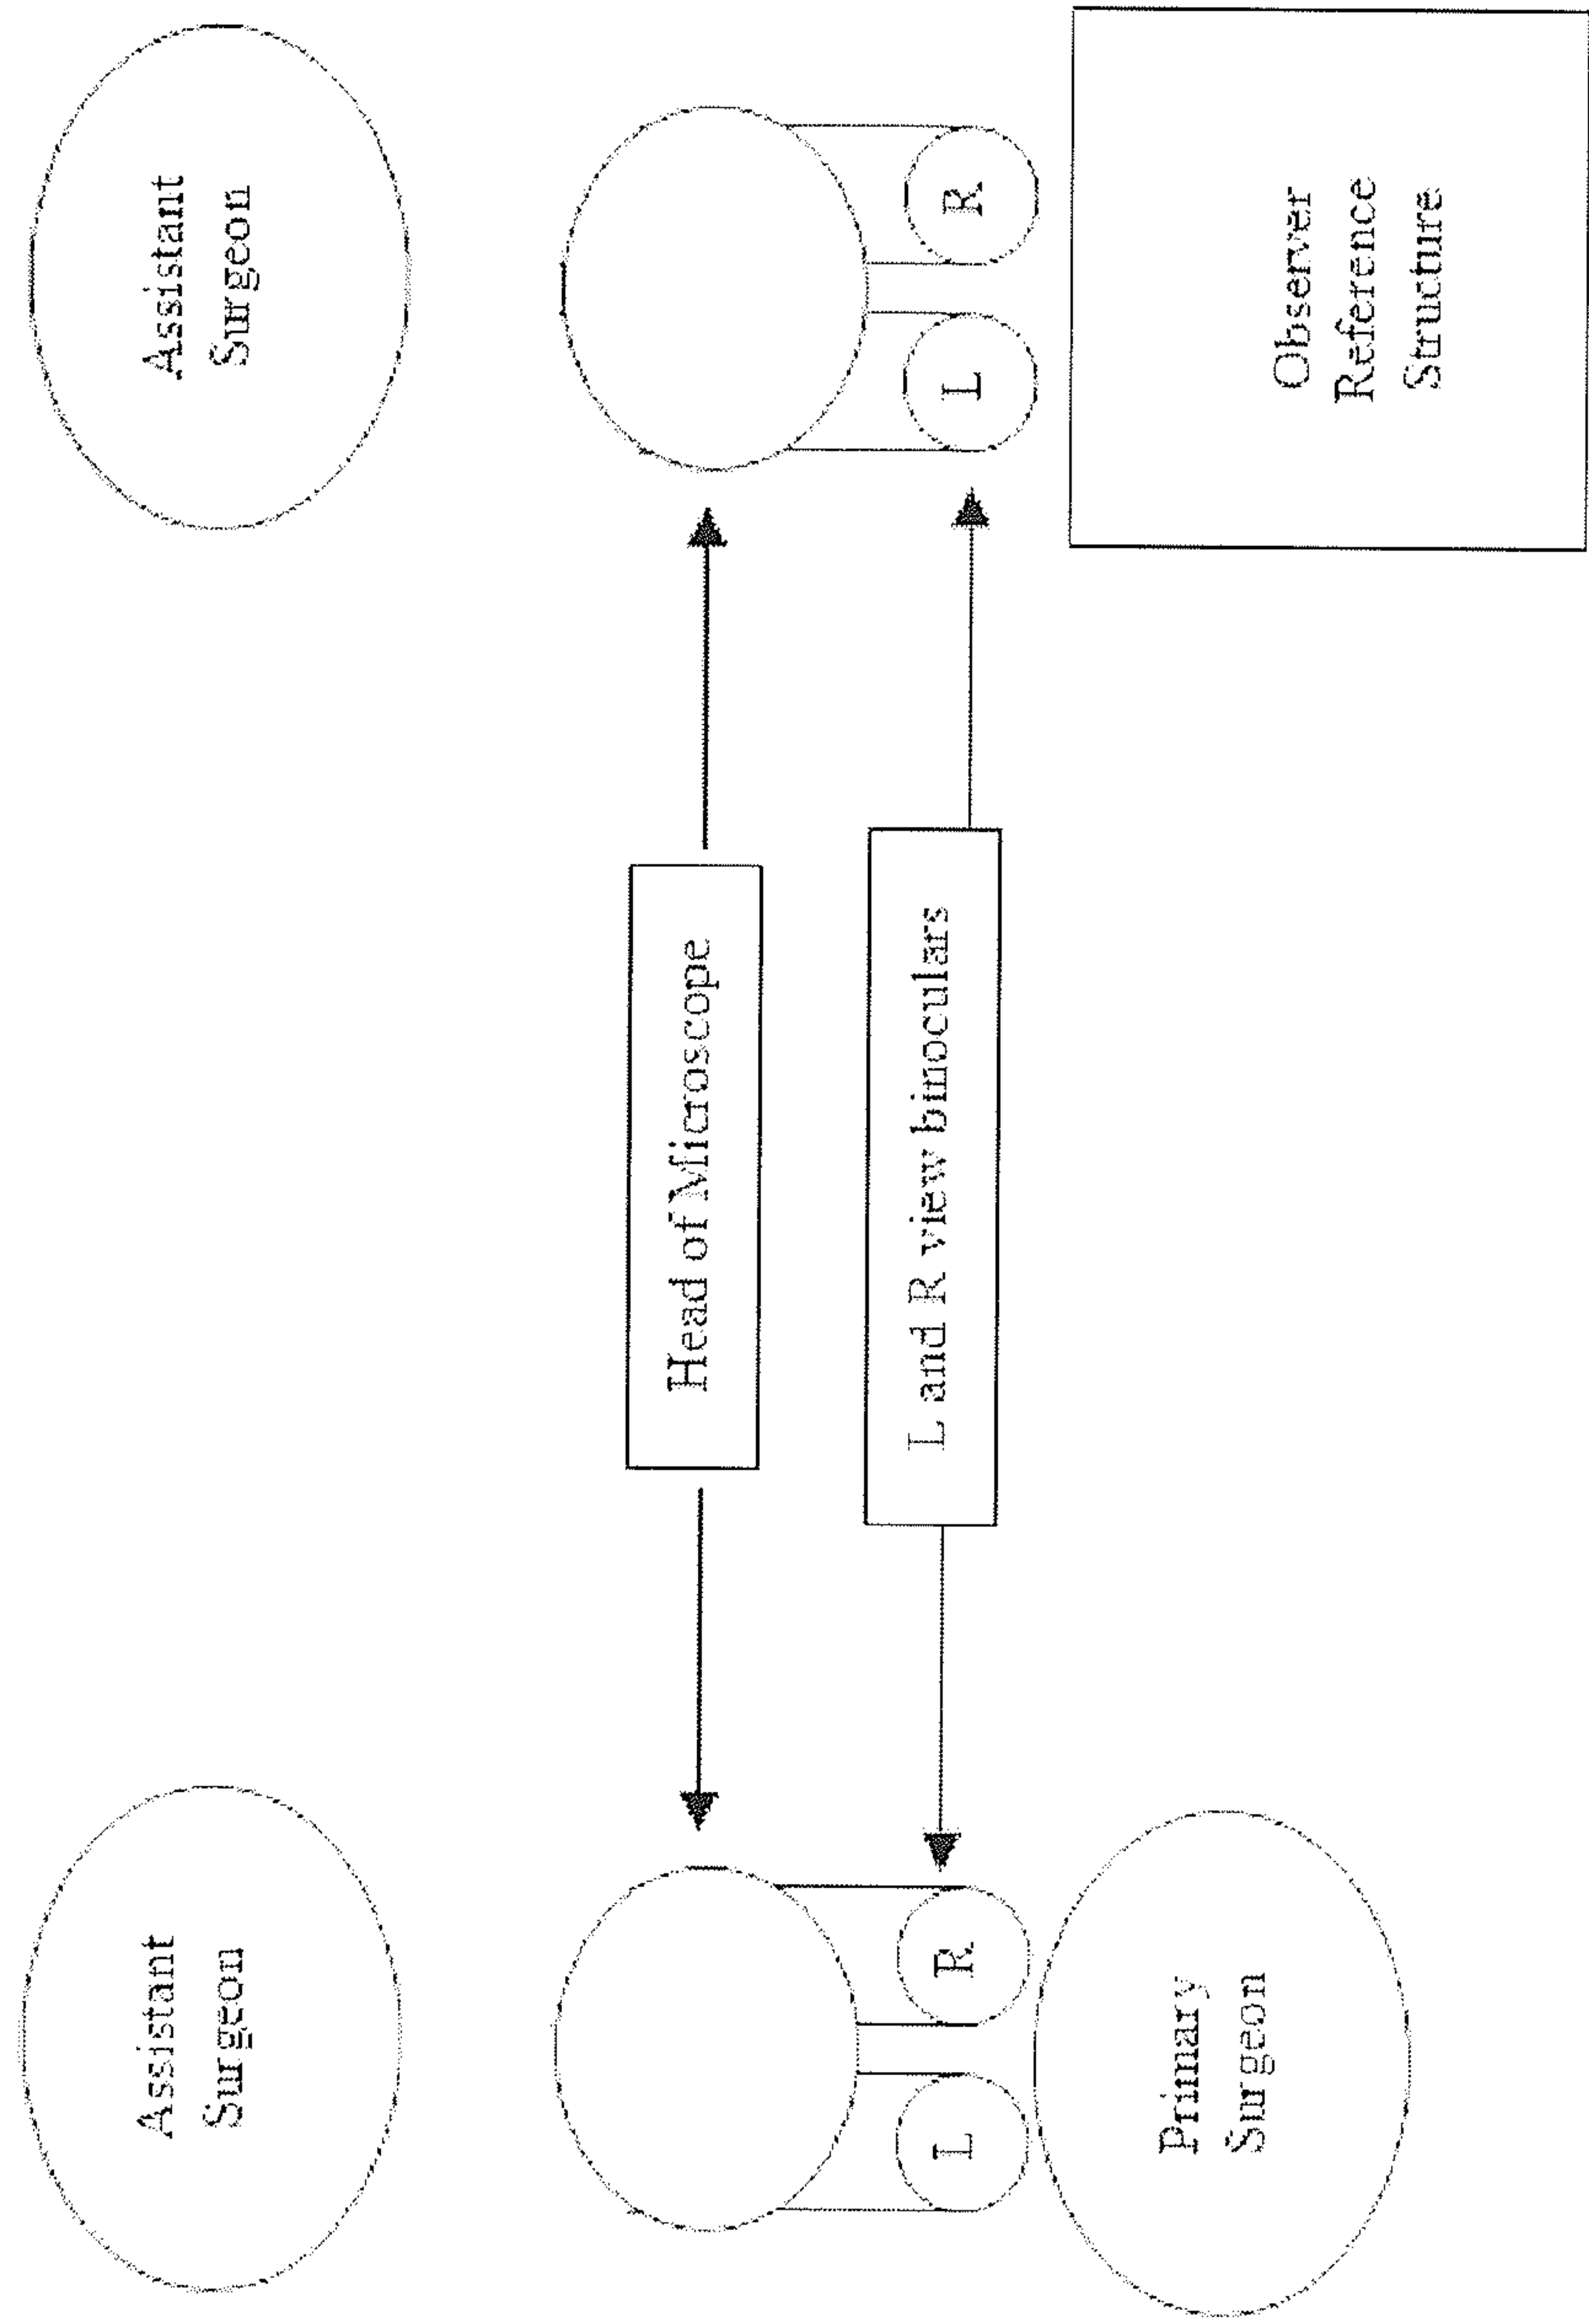 Assistant
Surgeon
Assistant
Surgeon
Head of Microscope
L and R view binoculars
L
R
L
R
Primary
Surgeon
Observer
Reference
Structure